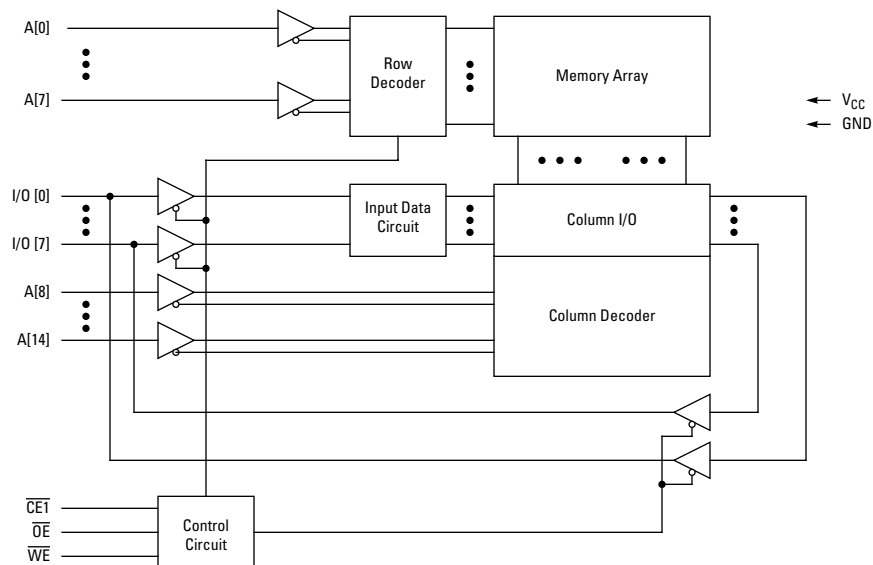 A[0]
Row
Decoder
Memory Array
A[7]
VCC
GND
I/O [0]
Input Data
Circuit
Column I/O
I/O [7]
A[8]
Column Decoder
A[14]
CE1
OE
WE
Control
Circuit